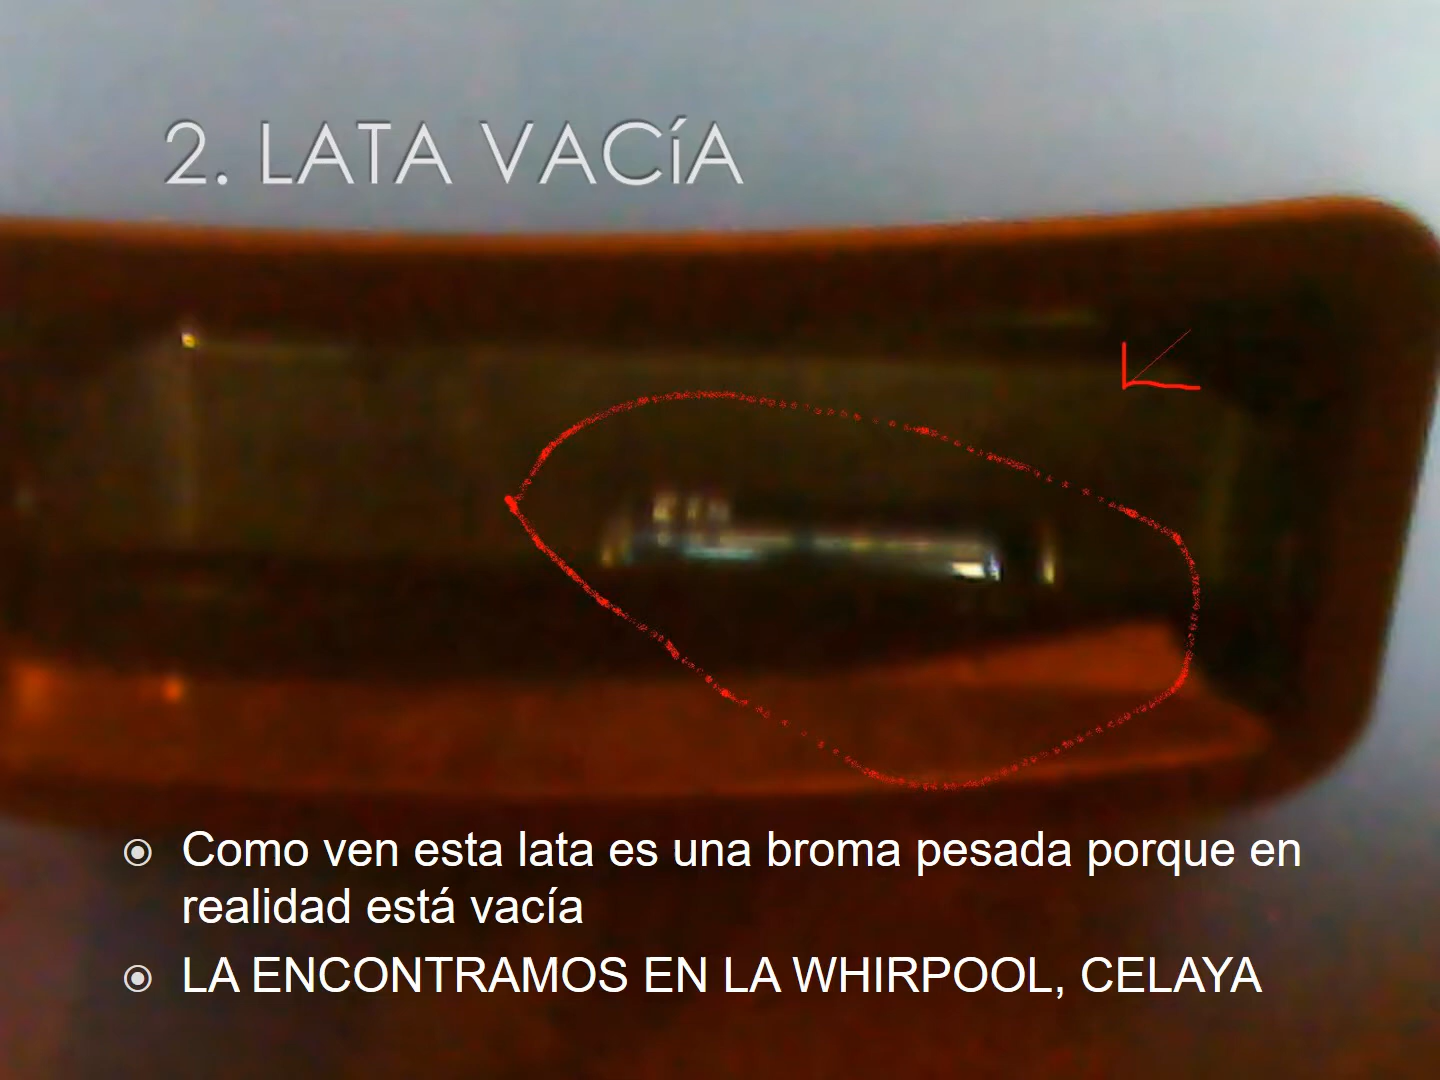 2. LATA VACíA
Como ven esta lata es una broma pesada porque en
realidad está vacía
LA ENCONTRAMOS EN LA WHIRPOOL, CELAYA